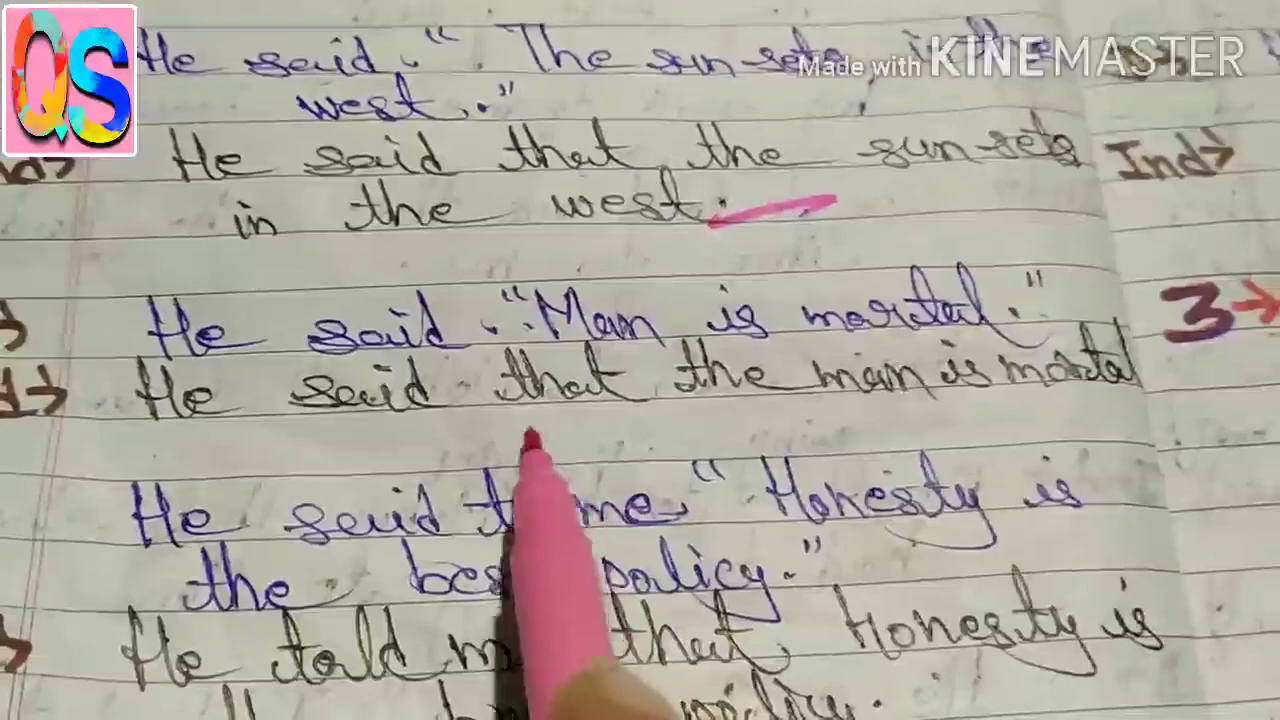 QS
Made with KINEMASTER
He said. " The sun sets in the
west."
He said that the sun sets
in the west.
Ind→
He said "Man is mortal."
3→
He said that the man is mortal
He said to me " Honesty is
the best policy."
He told me that Honesty is
policy.